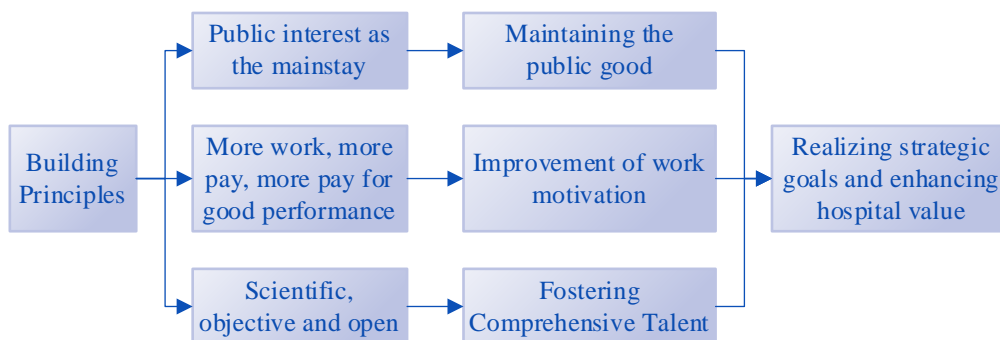 Building
Principles
Public interest as
the mainstay
Maintaining the
public good
More work, more
pay, more pay for
good performance
Improvement of work
motivation
Scientific,
objective and open
Fostering
Comprehensive Talent
Realizing strategic
goals and enhancing
hospital value